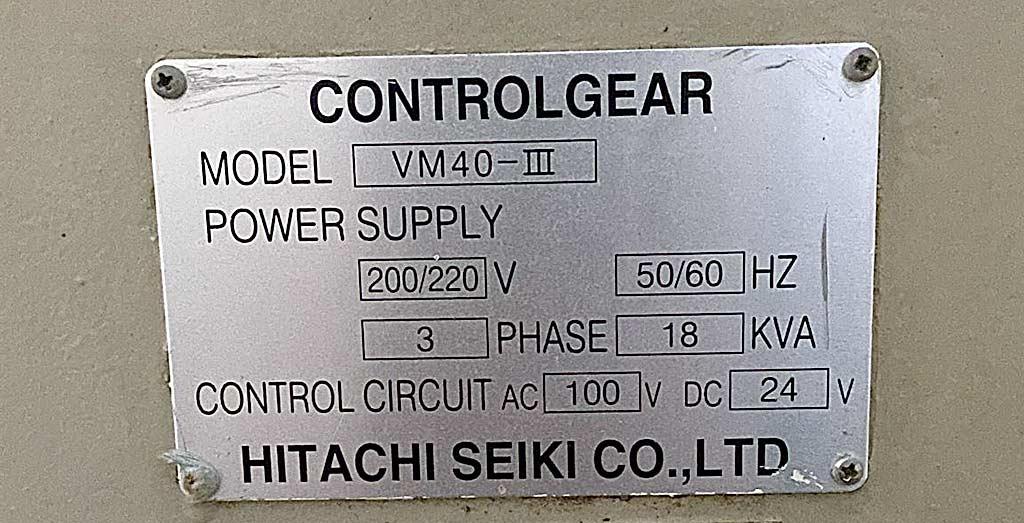 CONTROLGEAR
MODEL VM40-III
POWER SUPPLY
200/220 V 50/60 HZ
3 PHASE 18 KVA
CONTROL CIRCUIT AC 100 V DC 24 V
HITACHI SEIKI CO.,LTD